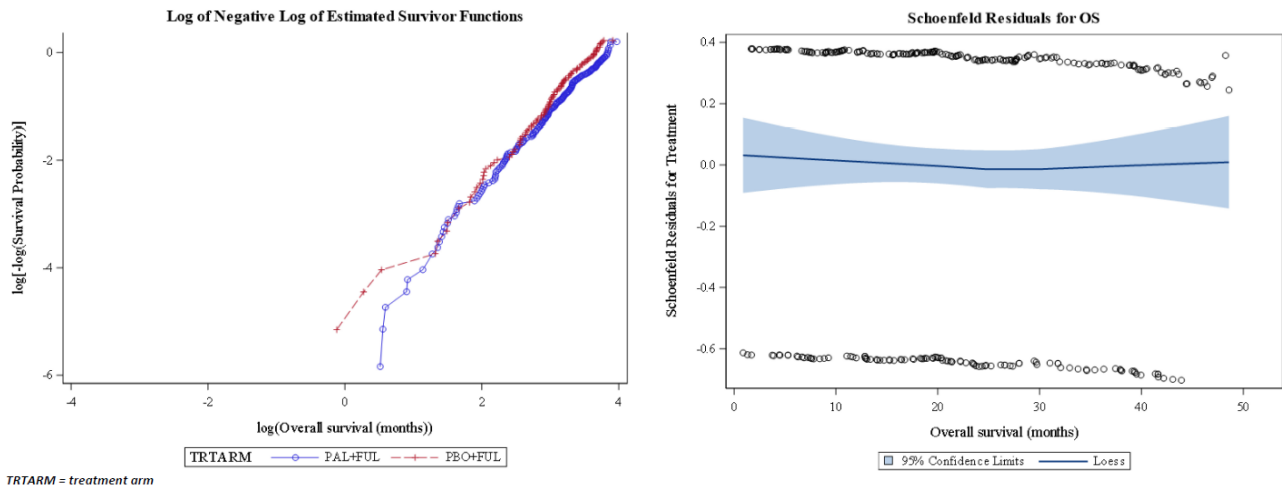 Log of Negative Log of Estimated Survivor Functions
log[-log(Survival Probability)]
0
-2
-4
-6
-4
-2
0
2
4
log(Overall survival (months))
TRTARM PAL+FUL PBO+FUL
TRTARM = treatment arm
Schoenfeld Residuals for OS
Schoenfeld Residuals for Treatment
0.4
0.2
0.0
-0.2
-0.4
-0.6
0
10
20
30
40
50
Overall survival (months)
95% Confidence Limits Loess